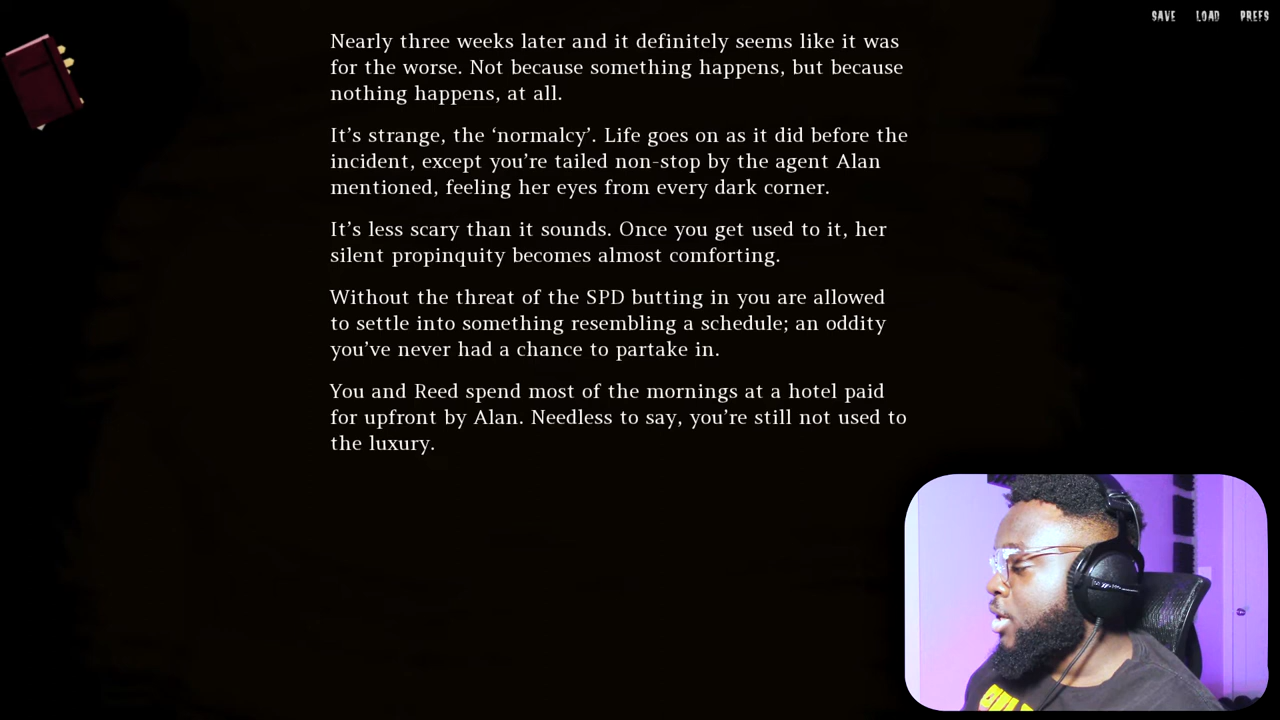 SAVE LOAD PREFS
Nearly three weeks later and it definitely seems like it was
for the worse. Not because something happens, but because
nothing happens, at all.
It’s strange, the ‘normalcy’. Life goes on as it did before the
incident, except you’re tailed non-stop by the agent Alan
mentioned, feeling her eyes from every dark corner.
It’s less scary than it sounds. Once you get used to it, her
silent propinquity becomes almost comforting.
Without the threat of the SPD butting in you are allowed
to settle into something resembling a schedule; an oddity
you’ve never had a chance to partake in.
You and Reed spend most of the mornings at a hotel paid
for upfront by Alan. Needless to say, you’re still not used to
the luxury.